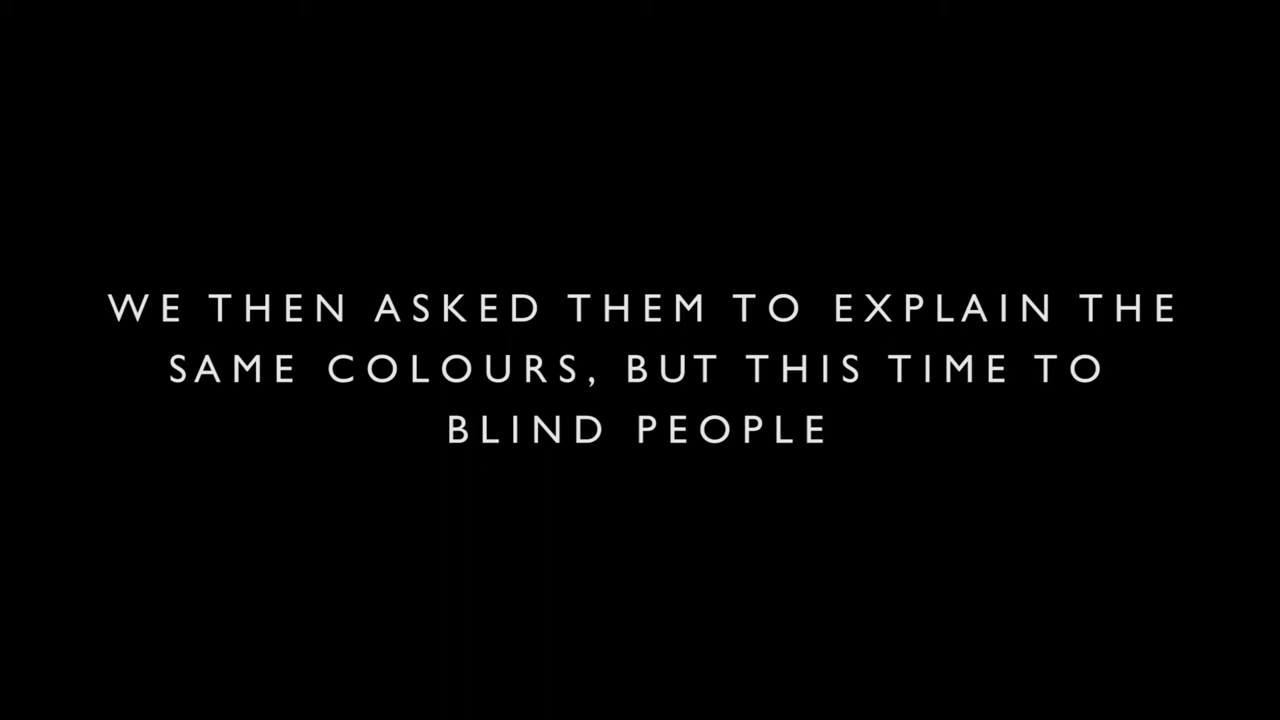 WE THEN ASKED THEM TO EXPLAIN THE
SAME COLOURS, BUT THIS TIME TO
BLIND PEOPLE